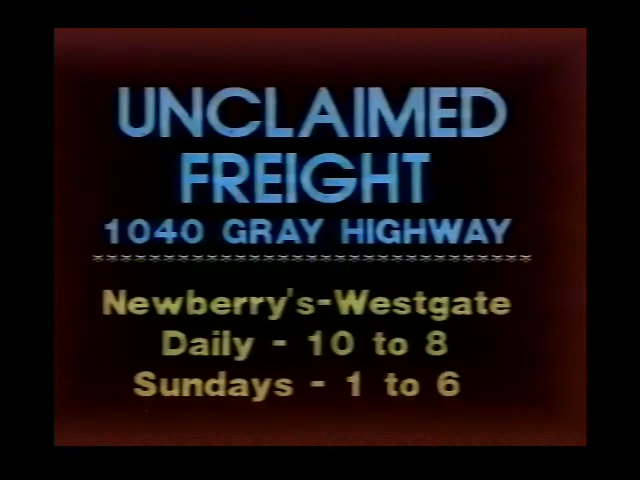 UNCLAIMED
FREIGHT
1040 GRAY HIGHWAY
Newberry's-Westgate
Daily - 10 to 8
Sundays - 1 to 6